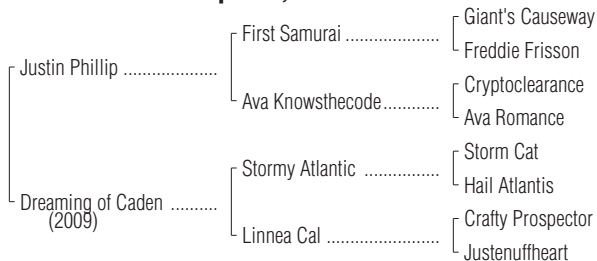 Giant's Causeway
First Samurai ....................
Freddie Frisson
Justin Phillip ....................
Cryptoclearance
Ava Knowsthecode............
Ava Romance
Storm Cat
Stormy Atlantic ................
Hail Atlantis
Dreaming of Caden ..........
(2009)
Crafty Prospector
Linnea Cal ........................
Justenuffheart